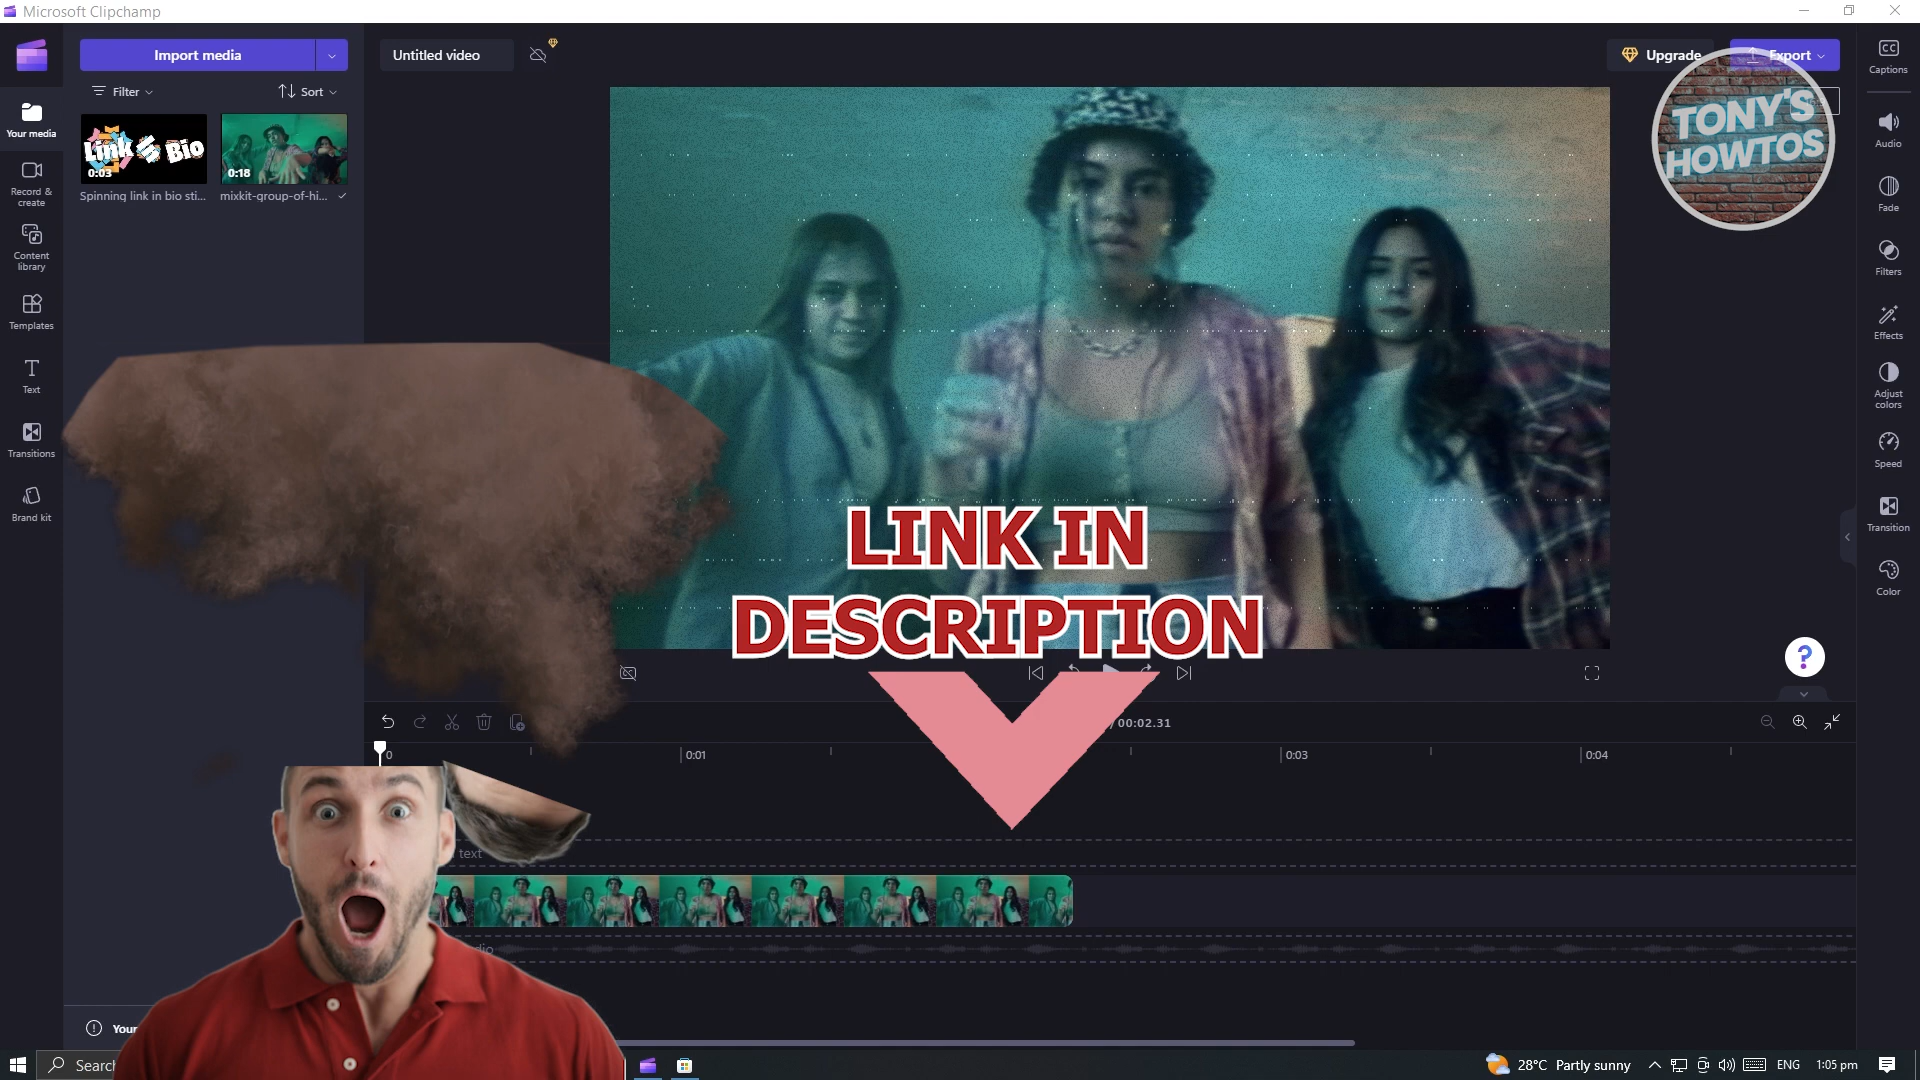 Microsoft Clipchamp
Import media
Untitled video
Upgrade
Export
Captions
Filter
Sort
TONY'S
HOWTOS
Your media
Link Bio
0:03
0:18
Spinning link in bio sti...
mixkit-group-of-hi...
Audio
Record &
create
Fade
Content
library
Filters
Templates
Effects
Text
Adjust
colors
Transitions
Speed
Brand kit
Transition
LINK IN
DESCRIPTION
Color
?
/ 00:02.31
0
0:01
0:03
0:04
text
Your
Search
28°C Partly sunny
ENG
1:05 pm